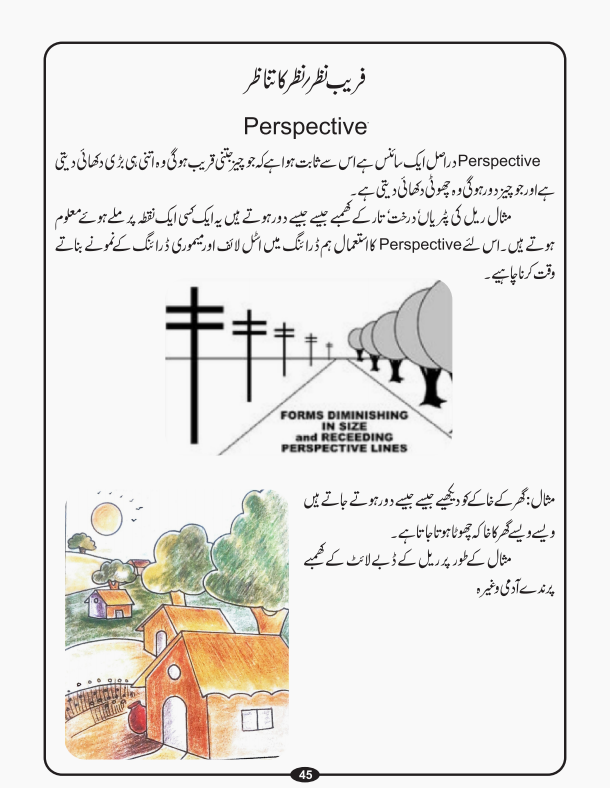 فریب نظر/نظر کا تناظر
Perspective
Perspective دراصل ایک سائنس ہے اس سے ثابت ہوا ہے کہ جو چیز جتنی قریب ہوگی وہ اتنی ہی بڑی دکھائی دیتی
ہے اور جو چیز دور ہوگی وہ چھوٹی دکھائی دیتی ہے۔
مثال ریل کی پٹریاں‘ درخت‘ تار کے کھمبے جیسے جیسے دور ہوتے ہیں یہ ایک کسی ایک نقطہ پر ملے ہوئے معلوم
ہوتے ہیں۔ اس لئے Perspective کا استعمال ہم ڈرائنگ میں اسٹل لائف اور میموری ڈرائنگ کے نمونے بناتے
وقت کرنا چاہیے۔
FORMS DIMINISHING
IN SIZE
and RECEEDING
PERSPECTIVE LINES
مثال: گھر کے خاکے کو دیکھیے جیسے جیسے دور ہوتے جاتے ہیں
ویسے ویسے گھر کا خاکہ چھوٹا ہوتا جاتا ہے۔
مثال کے طور پر ریل کے ڈبے لائٹ کے کھمبے
پرندے آدمی وغیرہ
45